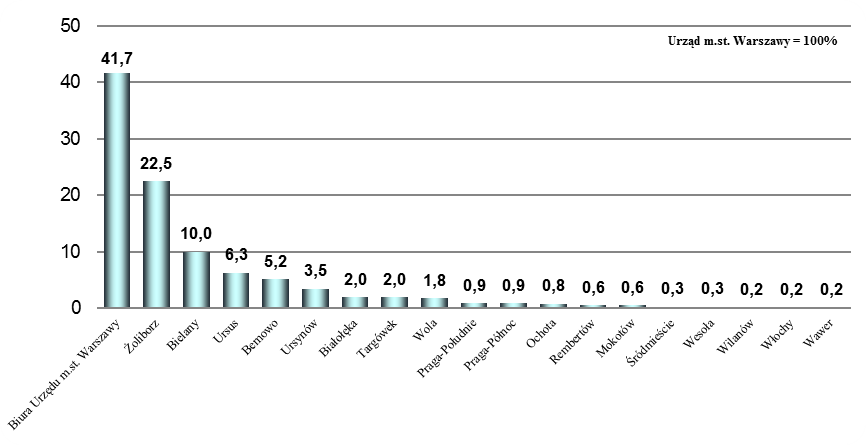 50
Urząd m.st. Warszawy = 100%
41,7
40
30
22,5
20
10,0
10
6,3
5,2
3,5
2,0
2,0
1,8
0,9
0,9
0,8
0,6
0,6
0,3
0,3
0,2
0,2
0,2
0
Biura Urzędu m.st. Warszawy
Żoliborz
Bielany
Ursus
Bemowo
Ursynów
Białołęka
Targówek
Wola
Praga-Południe
Praga-Północ
Ochota
Rembertów
Mokotów
Śródmieście
Wesoła
Wilanów
Włochy
Wawer